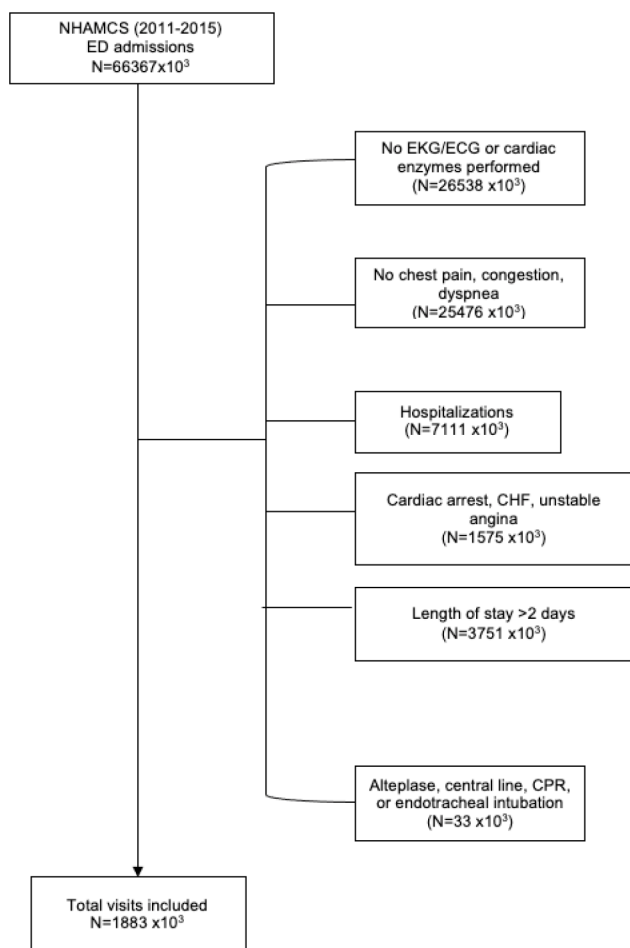 NHAMCS (2011-2015)
ED admissions
N=66367x10³
No EKG/ECG or cardiac
enzymes performed
(N=26538 x10³)
No chest pain, congestion,
dyspnea
(N=25476 x10³)
Hospitalizations
(N=7111 x10³)
Cardiac arrest, CHF, unstable
angina
(N=1575 x10³)
Length of stay >2 days
(N=3751 x10³)
Alteplase, central line, CPR,
or endotracheal intubation
(N=33 x10³)
Total visits included
N=1883 x10³